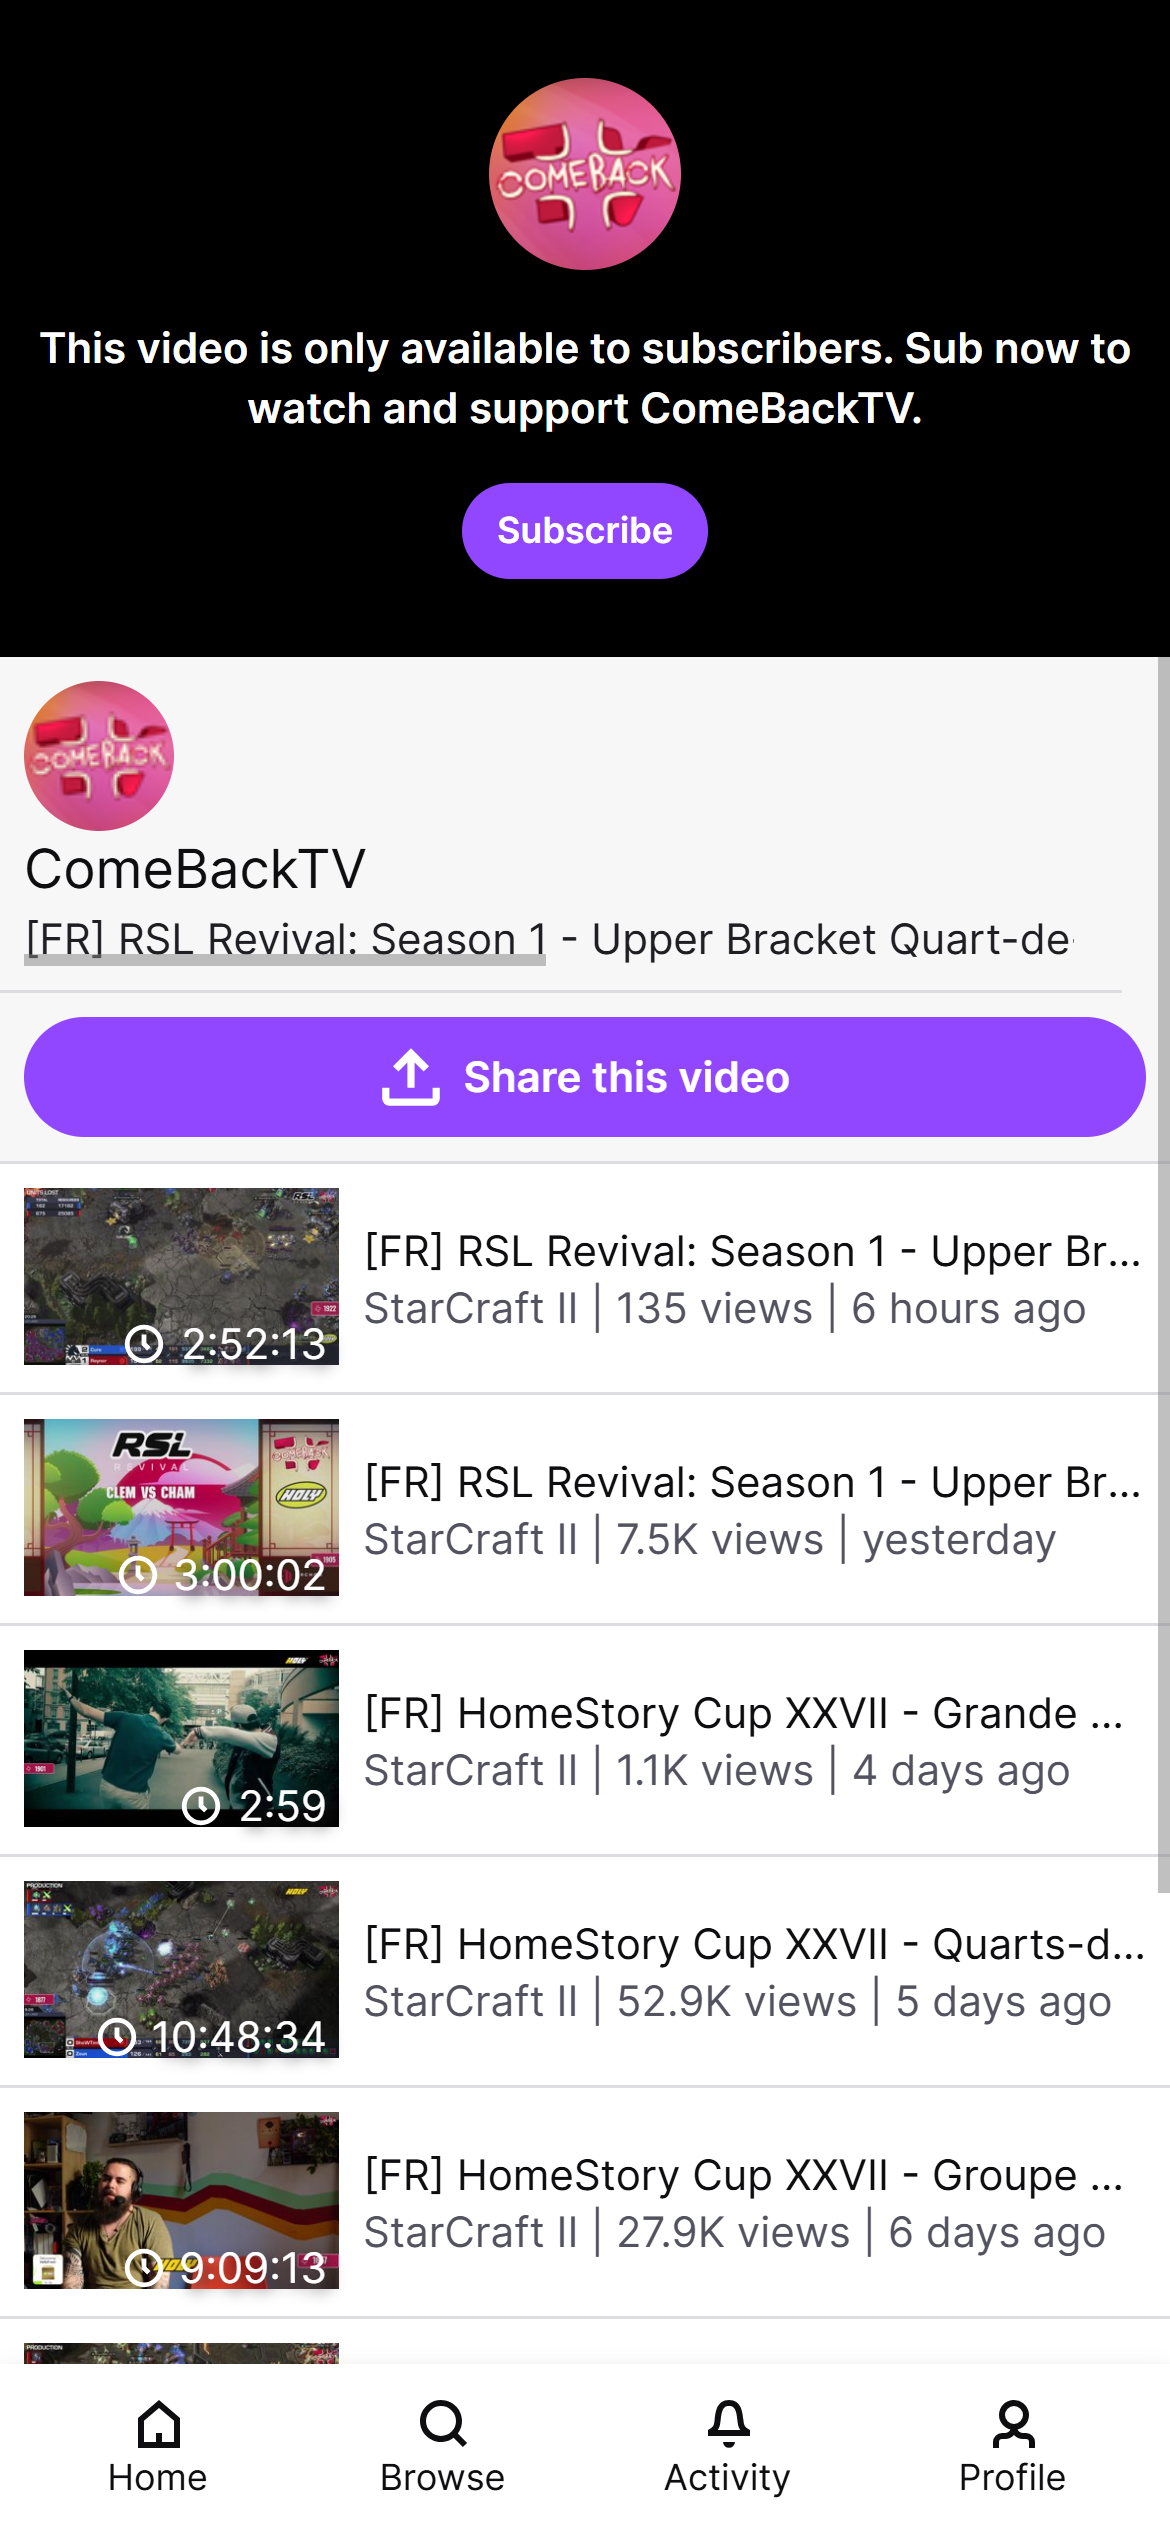 COMEBACK
This video is only available to subscribers. Sub now to
watch and support ComeBackTV.
Subscribe
COMEBACK
ComeBackTV
[FR] RSL Revival: Season 1 - Upper Bracket Quart-de
Share this video
[FR] RSL Revival: Season 1 - Upper Br...
StarCraft II | 135 views | 6 hours ago
2:52:13
RSL
REVIVAL
CLEM VS CHAM
COMEBACK
HOLY
3:00:02
[FR] RSL Revival: Season 1 - Upper Br...
StarCraft II | 7.5K views | yesterday
HOLY
2:59
[FR] HomeStory Cup XXVII - Grande ...
StarCraft II | 1.1K views | 4 days ago
PRODUCTION
HOLY
10:48:34
[FR] HomeStory Cup XXVII - Quarts-d...
StarCraft II | 52.9K views | 5 days ago
9:09:13
[FR] HomeStory Cup XXVII - Groupe ...
StarCraft II | 27.9K views | 6 days ago
PRODUCTION
Home
Browse
Activity
Profile